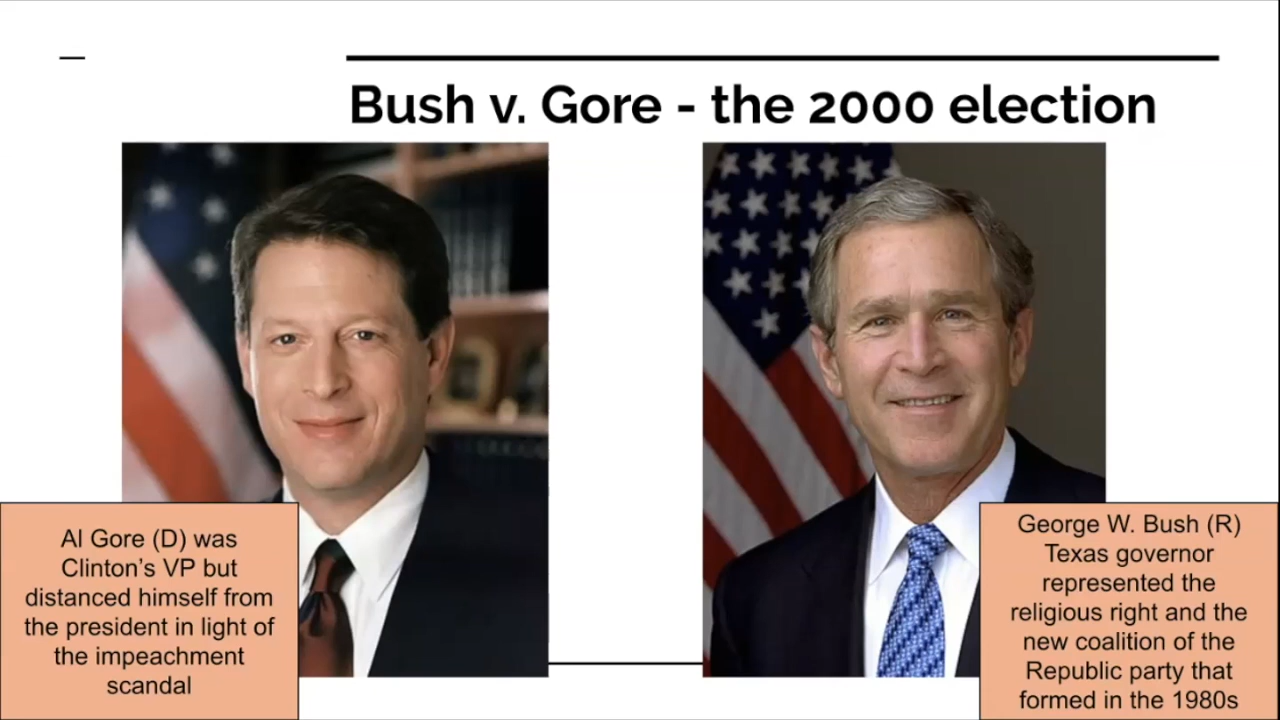 Bush v. Gore - the 2000 election
Al Gore (D) was
Clinton's VP but
distanced himself from
the president in light of
the impeachment
scandal
George W. Bush (R)
Texas governor
represented the
religious right and the
new coalition of the
Republic party that
formed in the 1980s